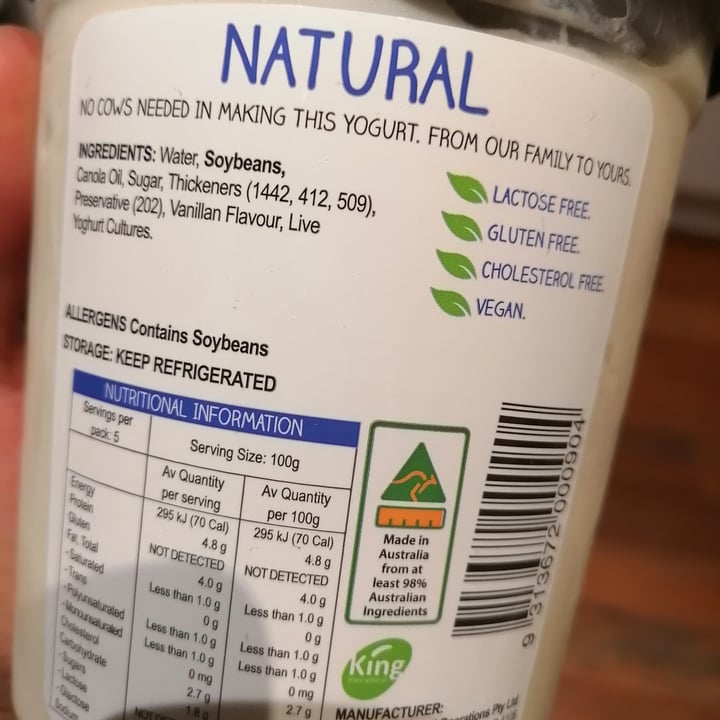 NATURAL
NO COWS NEEDED IN MAKING THIS YOGURT. FROM OUR FAMILY TO YOURS.
INGREDIENTS: Water, Soybeans,
Canola Oil, Sugar, Thickeners (1442, 412, 509),
Preservative (202), Vanillan Flavour, Live
Yoghurt Cultures.
LACTOSE FREE.
GLUTEN FREE.
CHOLESTEROL FREE.
VEGAN.
ALLERGENS Contains Soybeans
STORAGE: KEEP REFRIGERATED
NUTRITIONAL INFORMATION
Servings per
pack: 5
Serving Size: 100g
Av Quantity
per serving
Av Quantity
per 100g
Energy 295 kJ (70 Cal) 295 kJ (70 Cal)
Protein 4.8 g 4.8 g
Gluten NOT DETECTED NOT DETECTED
Fat, Total 4.0 g 4.0 g
- Saturated Less than 1.0 g Less than 1.0 g
- Trans 0 g 0 g
- Polyunsaturated Less than 1.0 g Less than 1.0 g
- Monounsaturated Less than 1.0 g Less than 1.0 g
Cholesterol 0 mg 0 mg
Carbohydrate 2.7 g 2.7 g
- Sugars 1.8 g
- Lactose NOT
- Glactose
Sodium
Made in
Australia
from at
least 98%
Australian
Ingredients
King
MANUFACTURER:
Operations Pty Ltd
9 313672 000904